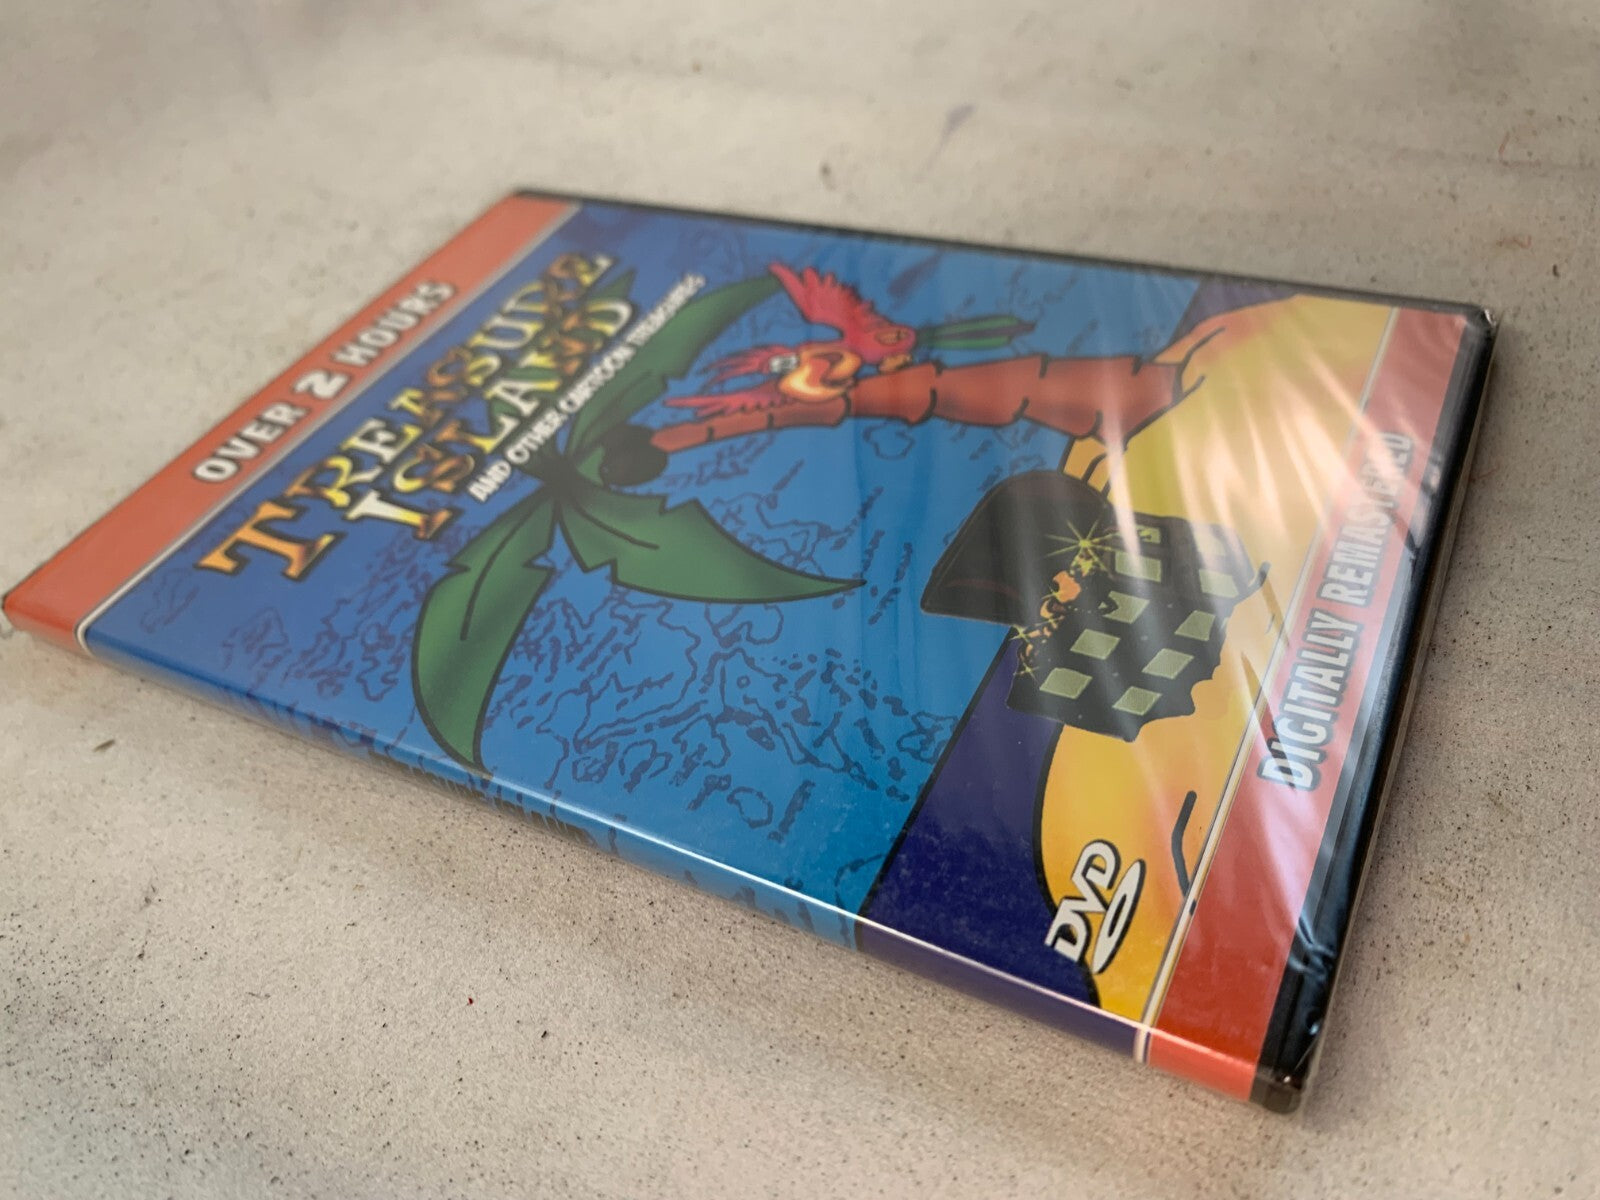 OVER 2 HOURS
TREASURE
ISLAND
AND OTHER CARTOON TREASURES
DVD
DIGITALLY REMASTERED